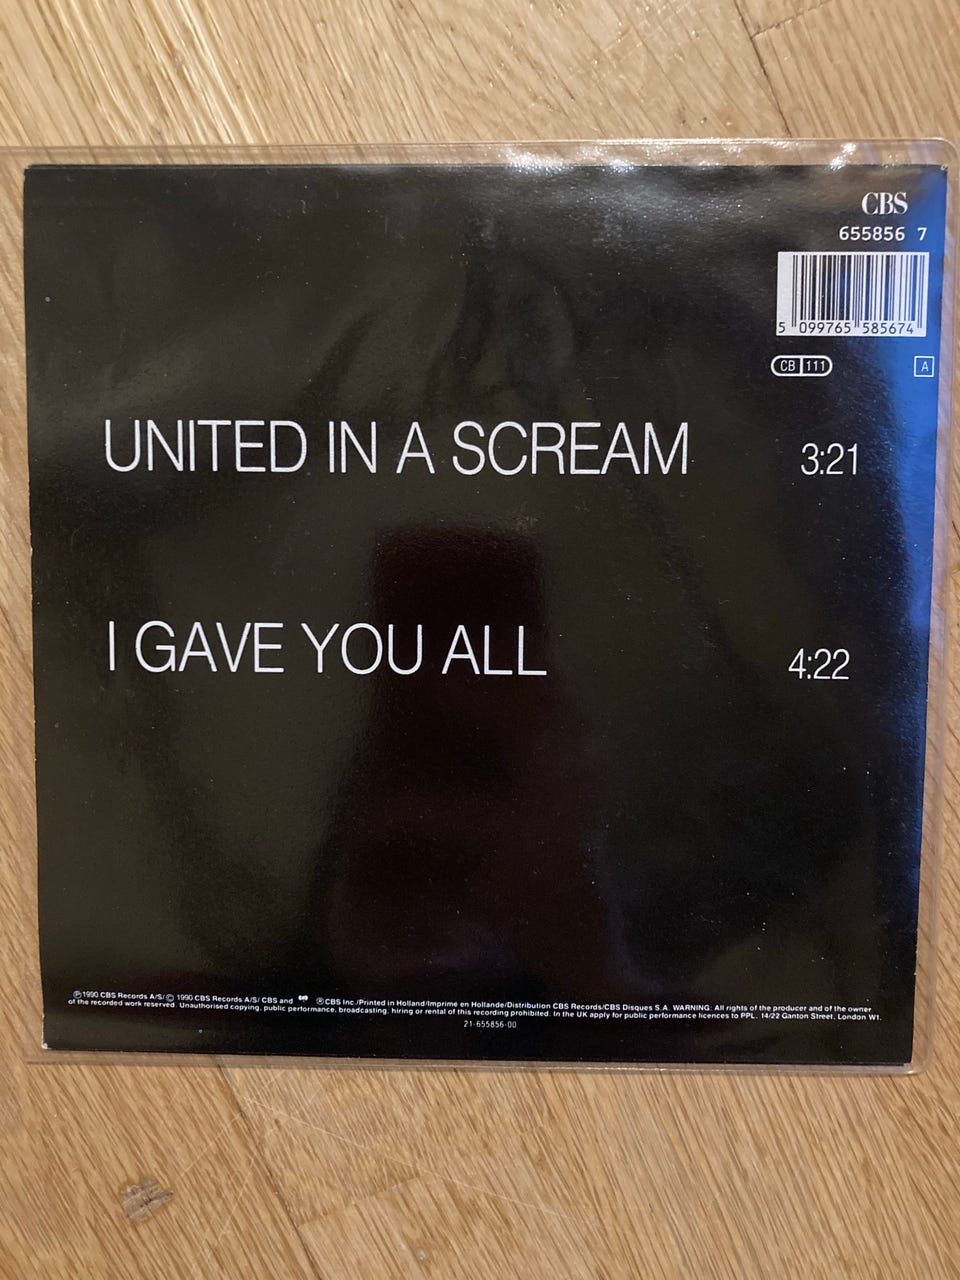 CBS
655856 7
5 099765 585674
CB 111
A
UNITED IN A SCREAM 3:21
I GAVE YOU ALL 4:22
Ⓟ1990 CBS Records A/S/© 1990 CBS Records A/S/ CBS and ®CBS Inc./Printed in Holland/Imprime en Hollande/Distribution CBS Records/CBS Disques S.A. WARNING: All rights of the producer and of the owner
of the recorded work reserved. Unauthorised copying, public performance, broadcasting, hiring or rental of this recording prohibited. In the UK apply for public performance licences to PPL, 14/22 Ganton Street, London W1.
21-655856-00